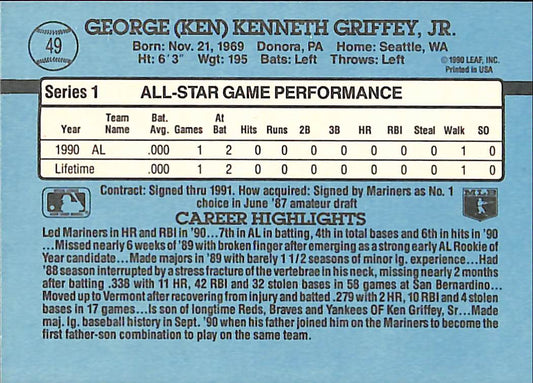 49
GEORGE (KEN) KENNETH GRIFFEY, JR.
Born: Nov. 21, 1969 Donora, PA Home: Seattle, WA
Ht: 6'3" Wgt: 195 Bats: Left Throws: Left
©1990 LEAF, INC.
Printed in USA
Series 1 ALL-STAR GAME PERFORMANCE
Year Team Name Bat. Avg. Games At Bat Hits Runs 2B 3B HR RBI Steal Walk SO
1990 AL .000 1 2 0 0 0 0 0 0 0 1 0
Lifetime .000 1 2 0 0 0 0 0 0 0 1 0
Contract: Signed thru 1991. How acquired: Signed by Mariners as No. 1
choice in June '87 amateur draft
MLB
CAREER HIGHLIGHTS
Led Mariners in HR and RBI in '90...7th in AL in batting, 4th in total bases and 6th in hits in '90
...Missed nearly 6 weeks of '89 with broken finger after emerging as a strong early AL Rookie of
Year candidate...Made majors in '89 with barely 1 1/2 seasons of minor lg. experience...Had
'88 season interrupted by a stress fracture of the vertebrae in his neck, missing nearly 2 months
after batting .338 with 11 HR, 42 RBI and 32 stolen bases in 58 games at San Bernardino...
Moved up to Vermont after recovering from injury and batted .279 with 2 HR, 10 RBI and 4 stolen
bases in 17 games...Is son of longtime Reds, Braves and Yankees OF Ken Griffey, Sr...Made
maj. lg. baseball history in Sept. '90 when his father joined him on the Mariners to become the
first father-son combination to play on the same team.